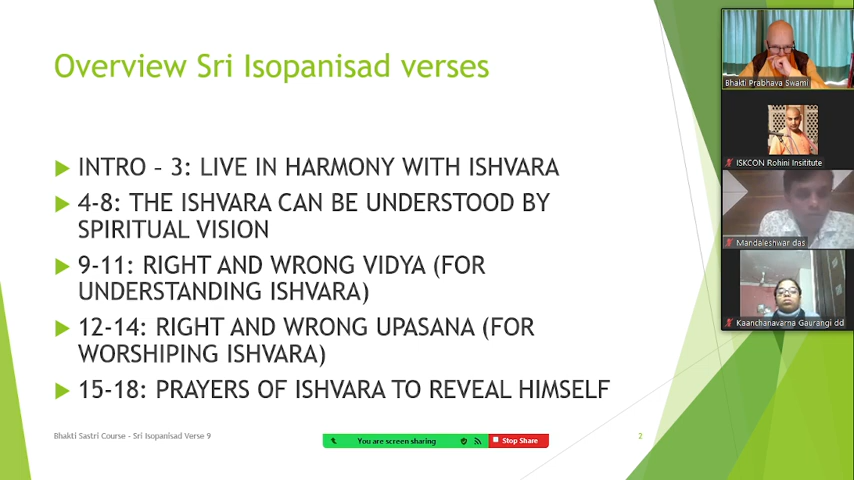 Overview Sri Isopanisad verses
INTRO – 3: LIVE IN HARMONY WITH ISHVARA
4-8: THE ISHVARA CAN BE UNDERSTOOD BY
SPIRITUAL VISION
9-11: RIGHT AND WRONG VIDYA (FOR
UNDERSTANDING ISHVARA)
12-14: RIGHT AND WRONG UPASANA (FOR
WORSHIPING ISHVARA)
15-18: PRAYERS OF ISHVARA TO REVEAL HIMSELF
Bhakti Sastri Course - Sri Isopanisad Verse 9
You are screen sharing
Stop Share
2
Bhakti Prabhava Swami
ISKCON Rohini Insititute
Mandaleshwar das
Kaanchanavarna Gaurangi dd